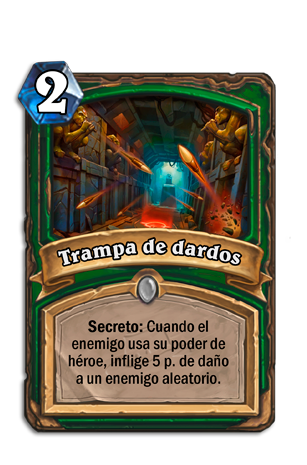 2
Trampa de dardos
Secreto: Cuando el
enemigo usa su poder de
héroe, inflige 5 p. de daño
a un enemigo aleatorio.